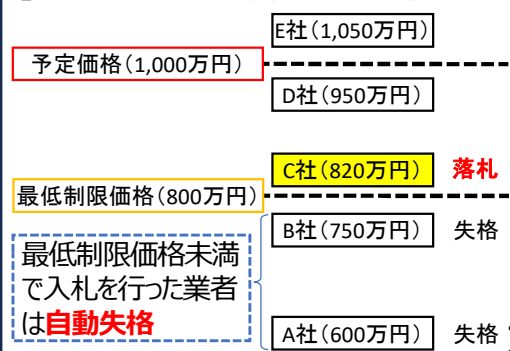 E社（1,050万円）
予定価格（1,000万円）
D社（950万円）
C社（820万円） 落札
最低制限価格（800万円）
B社（750万円） 失格
最低制限価格未満
で入札を行った業者
は自動失格
A社（600万円） 失格